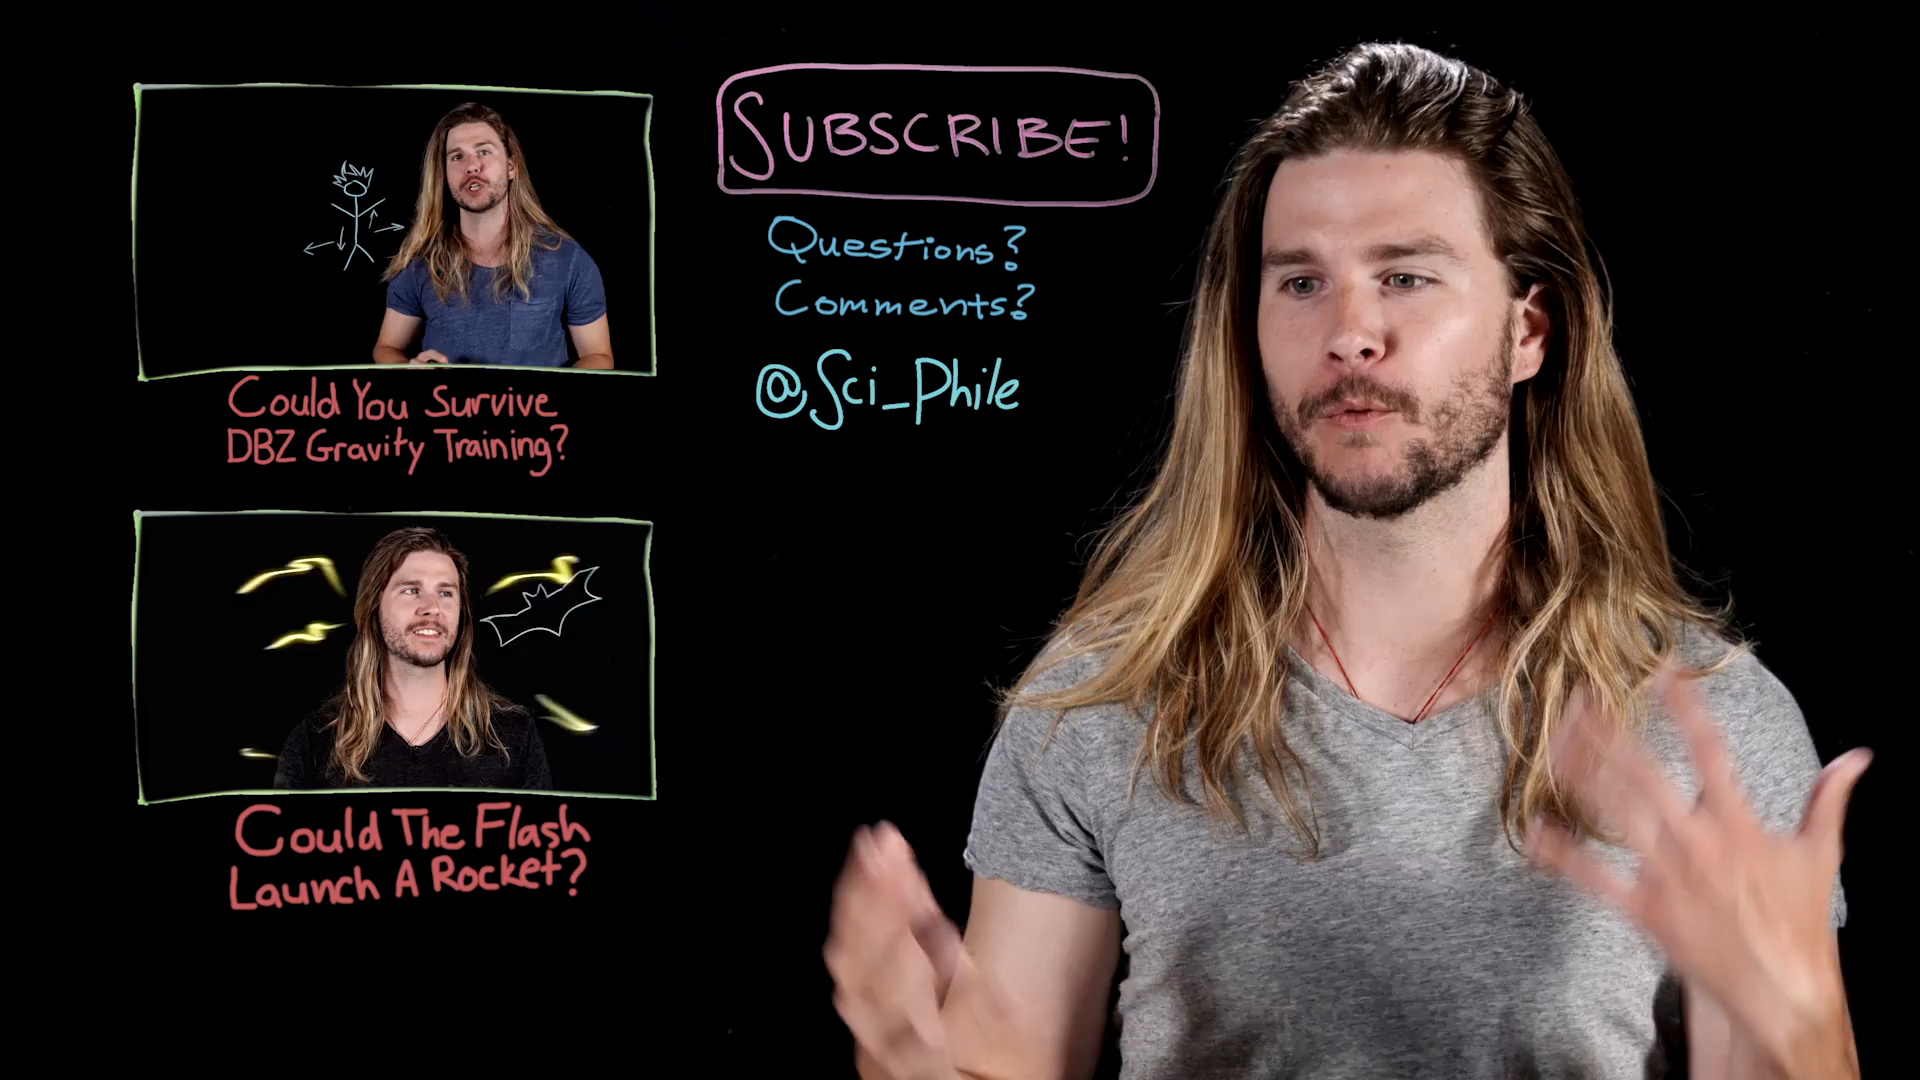 Could You Survive
DBZ Gravity Training?
Could The Flash
Launch A Rocket?
SUBSCRIBE!
Questions?
Comments?
@Sci_Phile